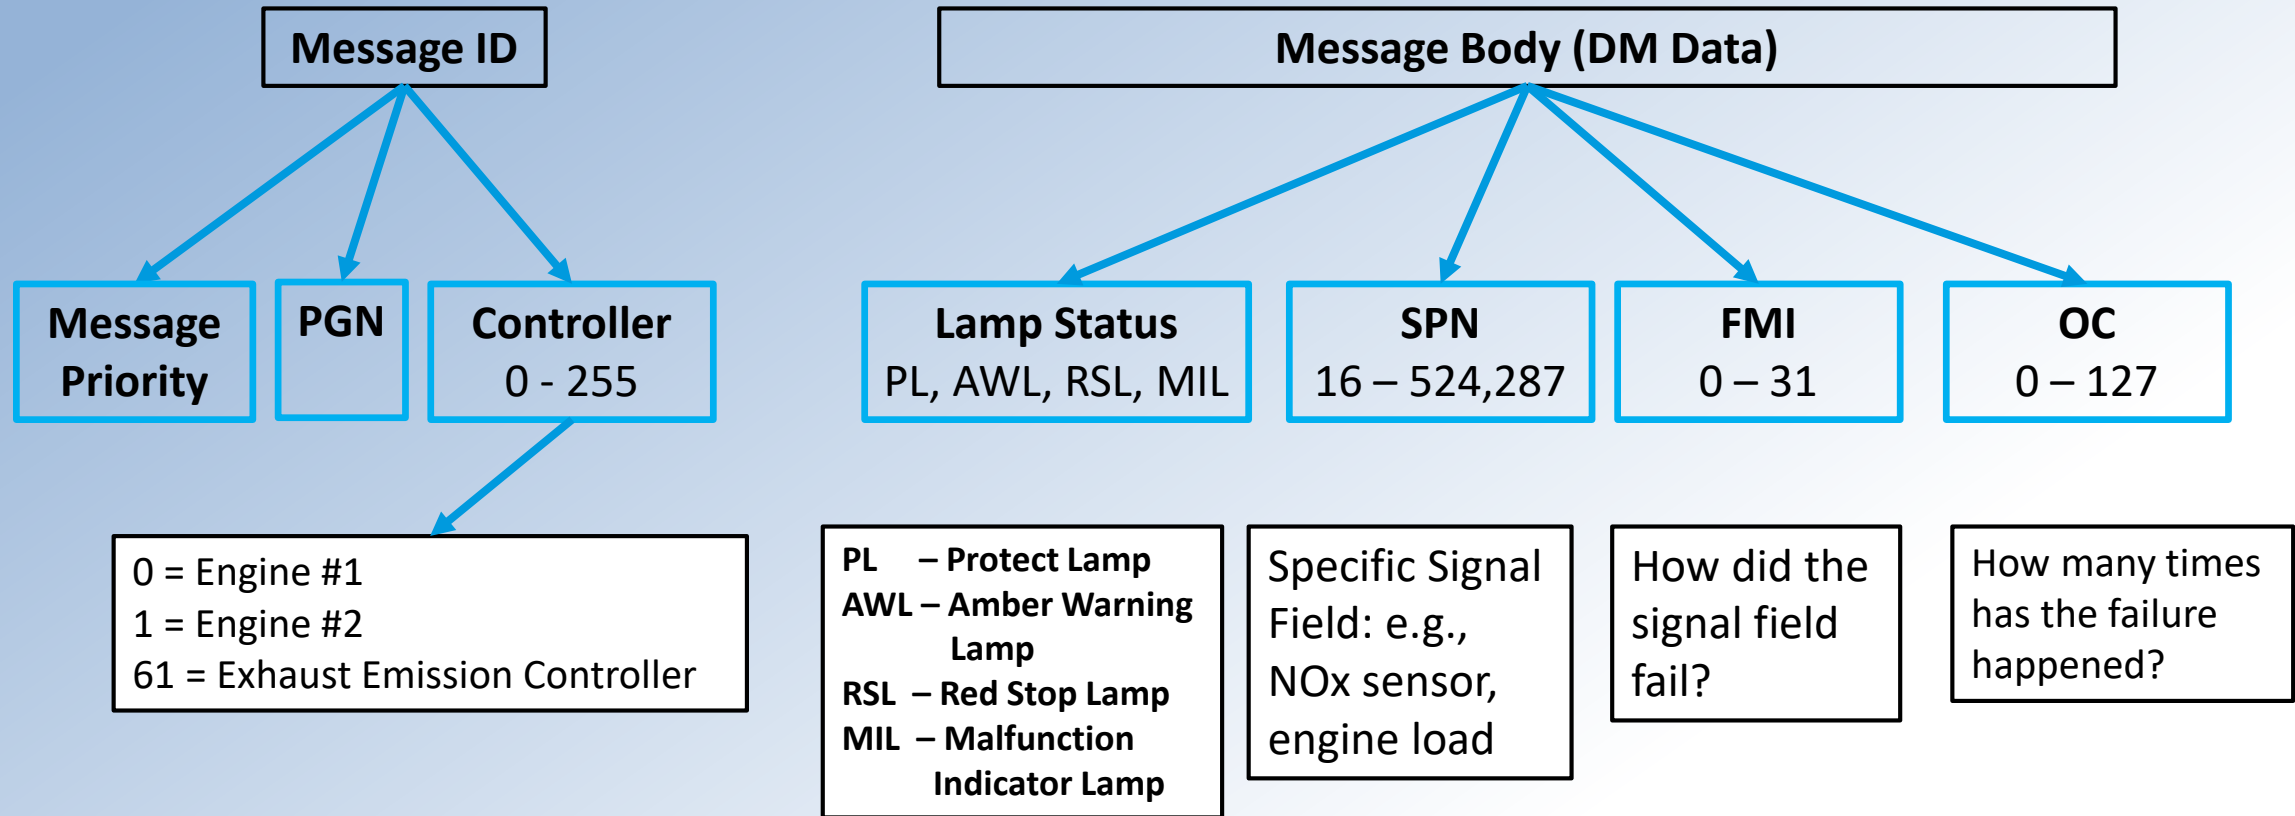 Message ID
Message Body (DM Data)
Message
Priority
PGN
Controller
0 - 255
Lamp Status
PL, AWL, RSL, MIL
SPN
16 – 524,287
FMI
0 – 31
OC
0 – 127
0 = Engine #1
1 = Engine #2
61 = Exhaust Emission Controller
PL – Protect Lamp
AWL – Amber Warning
Lamp
RSL – Red Stop Lamp
MIL – Malfunction
Indicator Lamp
Specific Signal
Field: e.g.,
NOx sensor,
engine load
How did the
signal field
fail?
How many times
has the failure
happened?